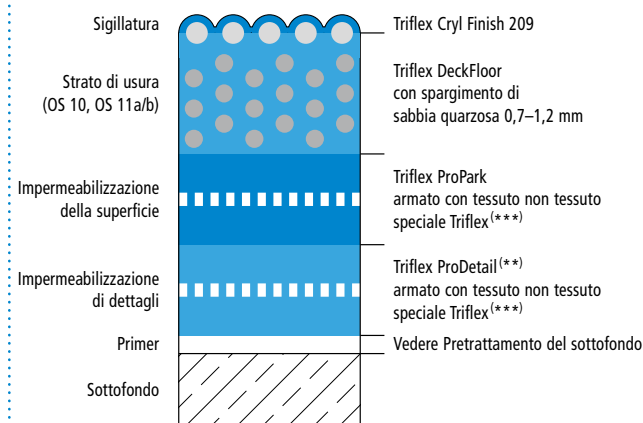 Sigillatura
Triflex Cryl Finish 209
Strato di usura
(OS 10, OS 11a/b)
Triflex DeckFloor
con spargimento di
sabbia quarzosa 0,7–1,2 mm
Impermeabilizzazione
della superficie
Triflex ProPark
armato con tessuto non tessuto
speciale Triflex(***)
Impermeabilizzazione
di dettagli
Triflex ProDetail(**)
armato con tessuto non tessuto
speciale Triflex(***)
Primer
Vedere Pretrattamento del sottofondo
Sottofondo